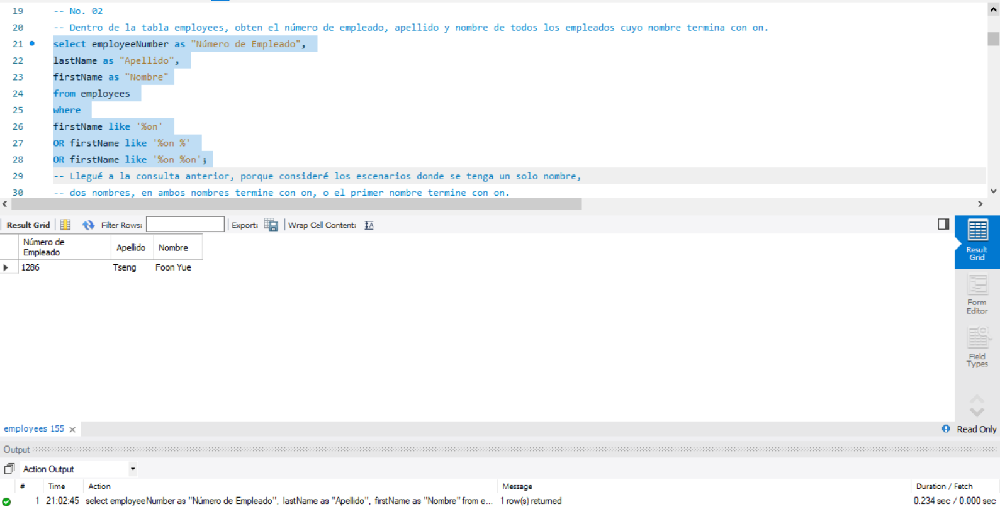 19 -- No. 02
20 -- Dentro de la tabla employees, obten el número de empleado, apellido y nombre de todos los empleados cuyo nombre termina con on.
21 select employeeNumber as "Número de Empleado",
22 lastName as "Apellido",
23 firstName as "Nombre"
24 from employees
25 where
26 firstName like '%on'
27 OR firstName like '%on %'
28 OR firstName like '%on %on';
29 -- Llegué a la consulta anterior, porque consideré los escenarios donde se tenga un solo nombre,
30 -- dos nombres, en ambos nombres termine con on, o el primer nombre termine con on.
Result Grid Filter Rows: Export: Wrap Cell Content:
Número de Empleado Apellido Nombre
1286 Tseng Foon Yue
Result Grid
Form Editor
Field Types
employees 155 Read Only
Output
Action Output
# Time Action Message Duration / Fetch
1 21:02:45 select employeeNumber as "Número de Empleado", lastName as "Apellido", firstName as "Nombre" from e... 1 row(s) returned 0.234 sec / 0.000 sec